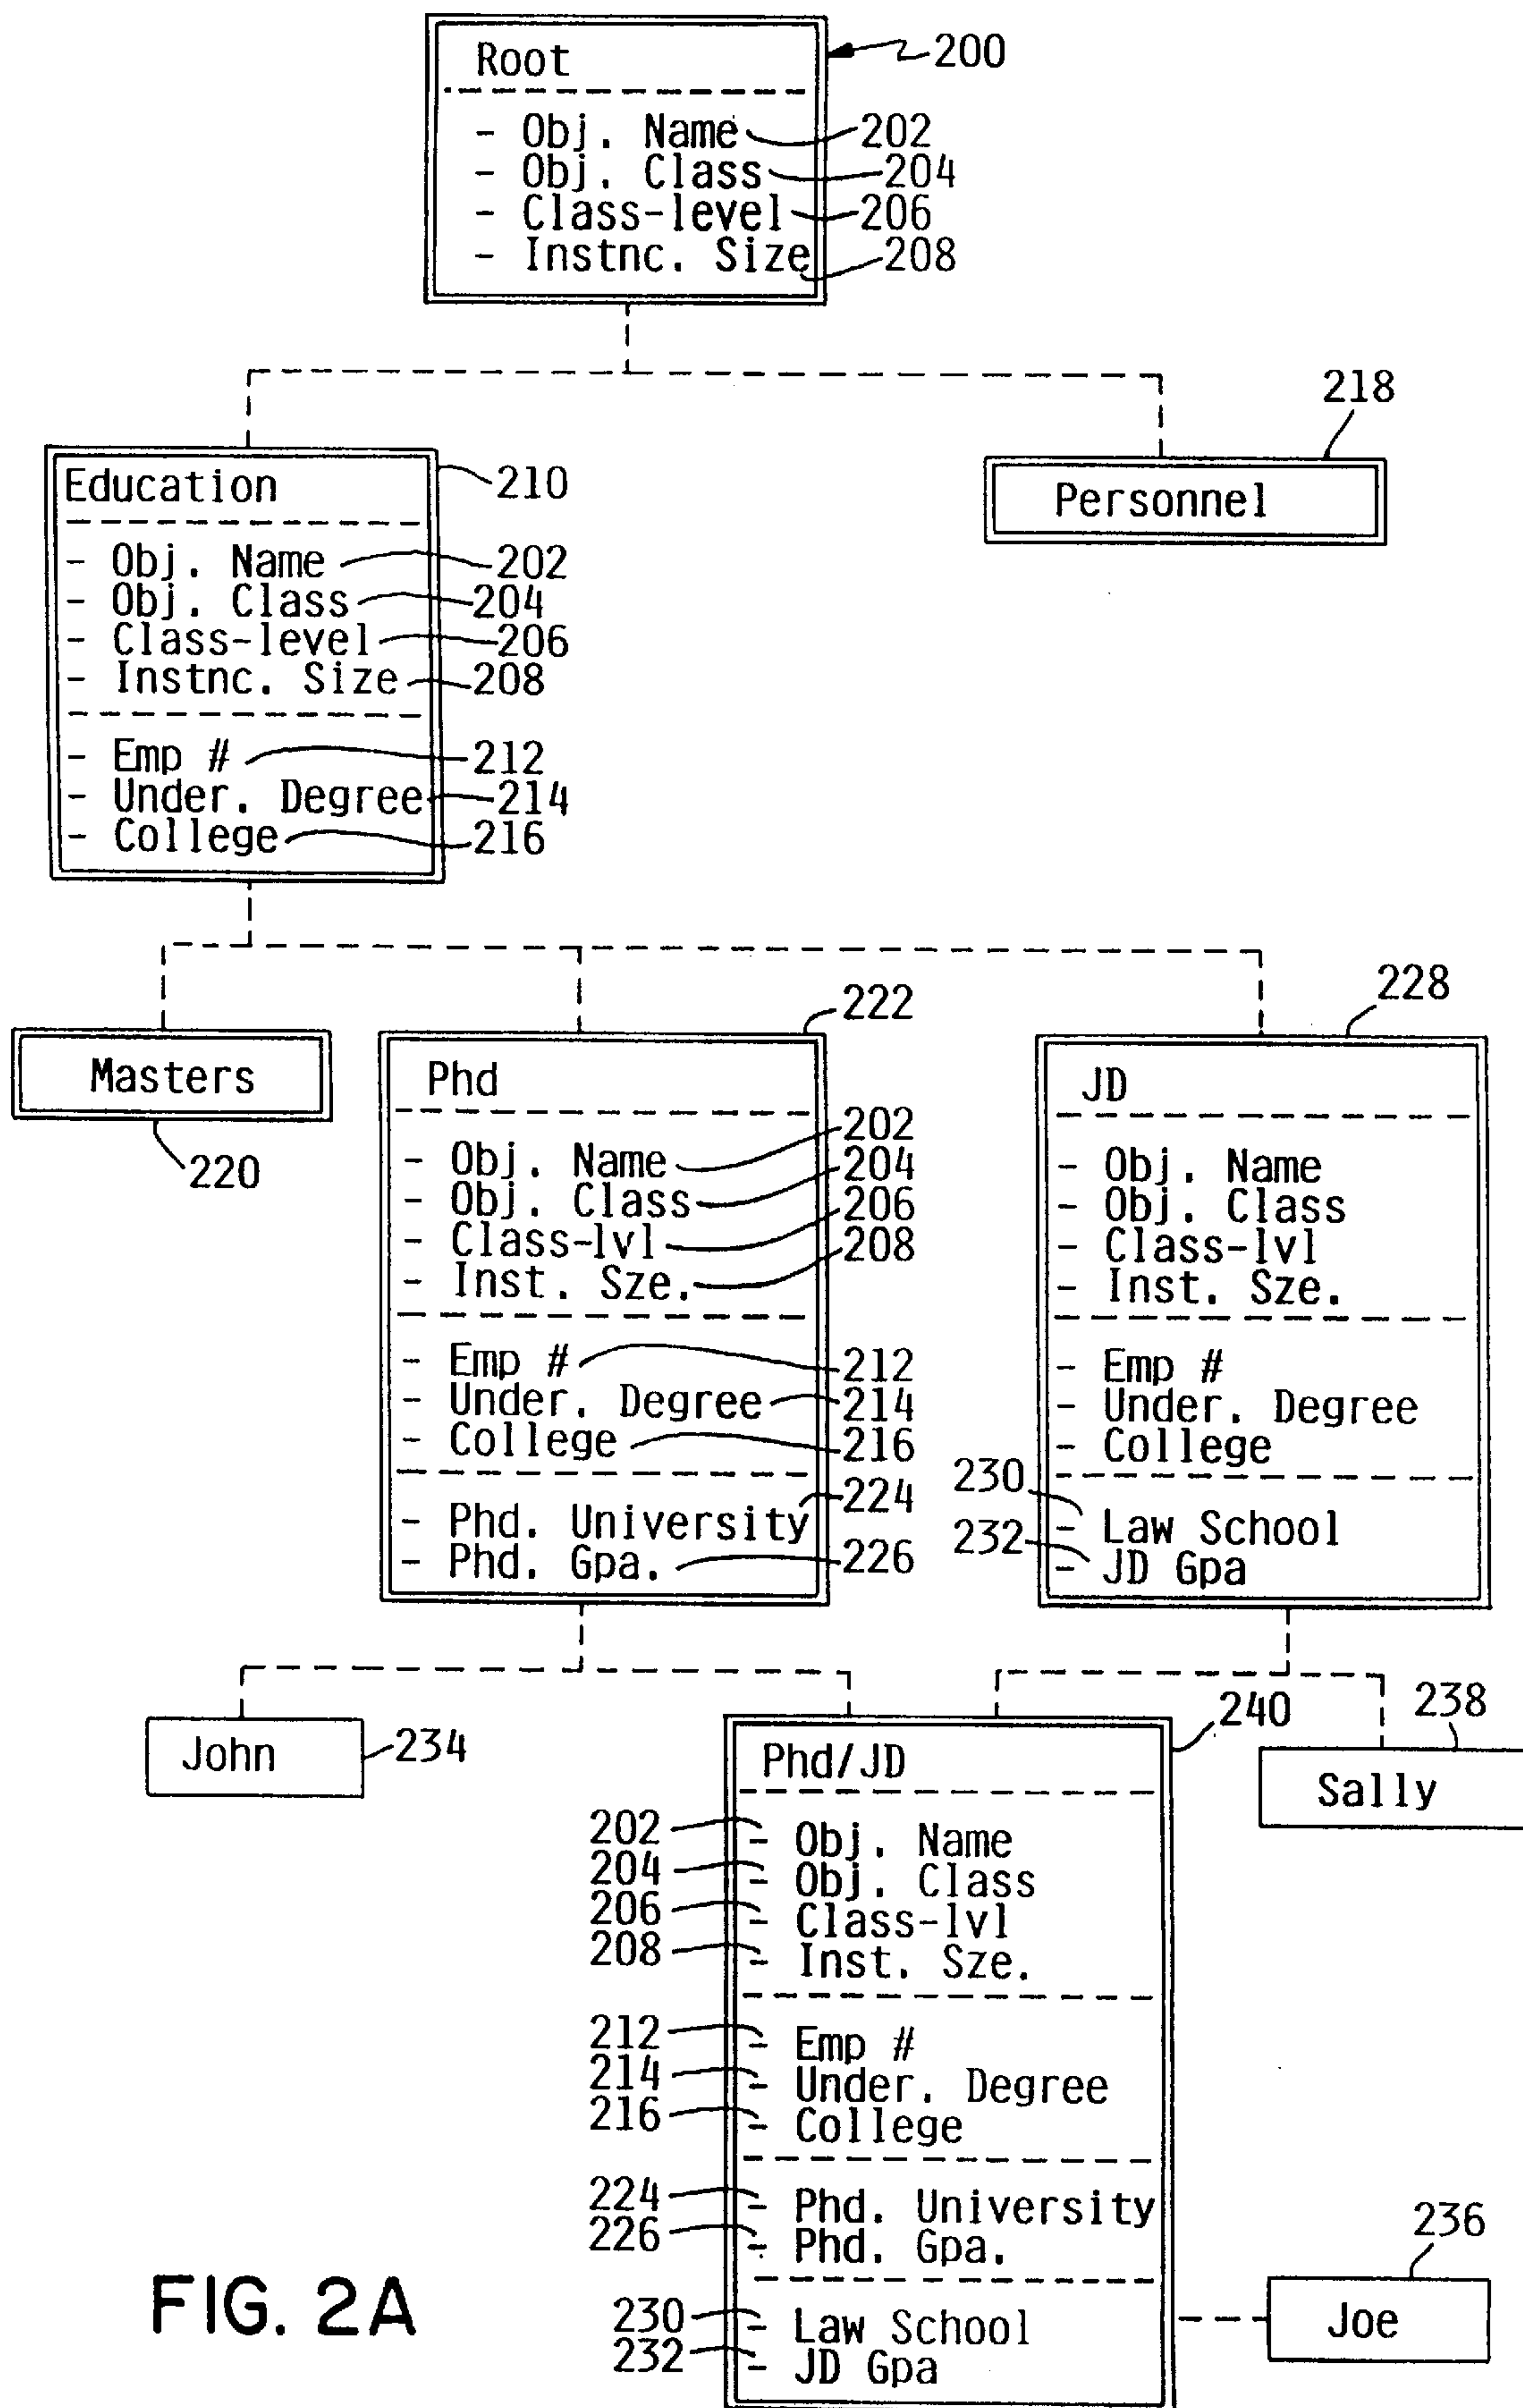 Root
200
- Obj. Name 202
- Obj. Class 204
- Class-level 206
- Instnc. Size 208
218
Education 210
Personnel
- Obj. Name 202
- Obj. Class 204
- Class-level 206
- Instnc. Size 208
- Emp # 212
- Under. Degree 214
- College 216
222
228
Masters
220
Phd
- Obj. Name 202
- Obj. Class 204
- Class-lvl 206
- Inst. Sze. 208
- Emp # 212
- Under. Degree 214
- College 216
- Phd. University 224
- Phd. Gpa. 226
JD
- Obj. Name
- Obj. Class
- Class-lvl
- Inst. Sze.
- Emp #
- Under. Degree
- College
230 - Law School
232 - JD Gpa
John 234
240
238
Sally
Phd/JD
202 - Obj. Name
204 - Obj. Class
206 - Class-lvl
208 - Inst. Sze.
212 - Emp #
214 - Under. Degree
216 - College
224 - Phd. University
226 - Phd. Gpa.
230 - Law School
232 - JD Gpa
236
Joe
FIG. 2A